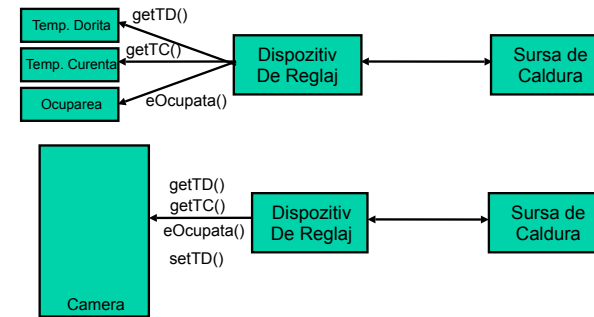 Temp. Dorita
getTD()
Temp. Curenta
getTC()
Ocuparea
eOcupata()
Dispozitiv
De Reglaj
Sursa de
Caldura
getTD()
getTC()
eOcupata()
setTD()
Dispozitiv
De Reglaj
Sursa de
Caldura
Camera